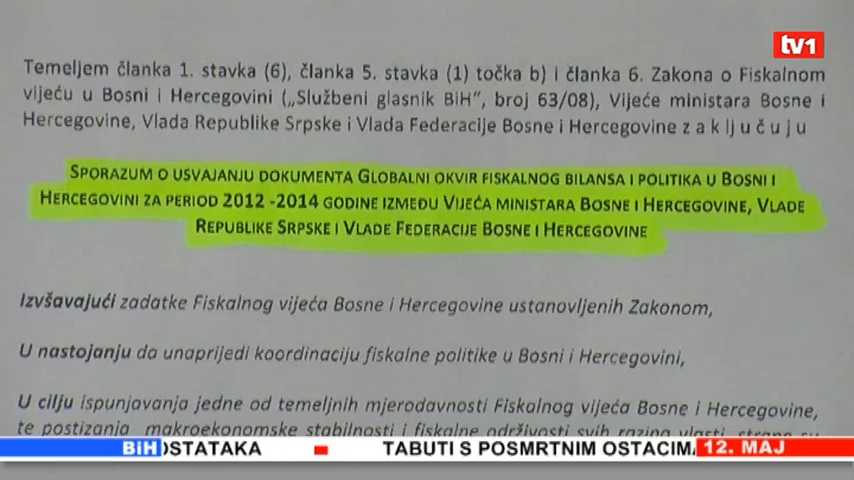 tv1
Temeljem članka 1. stavka (6), članka 5. stavka (1) točka b) i članka 6. Zakona o Fiskalnom
vijeću u Bosni i Hercegovini („Službeni glasnik BiH", broj 63/08), Vijeće ministara Bosne i
Hercegovine, Vlada Republike Srpske i Vlada Federacije Bosne i Hercegovine z a k lj u č u j u
SPORAZUM O USVAJANJU DOKUMENTA GLOBALNI OKVIR FISKALNOG BILANSA I POLITIKA U BOSNI I
HERCEGOVINI ZA PERIOD 2012 -2014 GODINE IZMEĐU VIJEĆA MINISTARA BOSNE I HERCEGOVINE, VLADE
REPUBLIKE SRPSKE I VLADE FEDERACIJE BOSNE I HERCEGOVINE
Izvšavajući zadatke Fiskalnog vijeća Bosne i Hercegovine ustanovljenih Zakonom,
U nastojanju da unaprijedi koordinaciju fiskalne politike u Bosni i Hercegovini,
U cilju ispunjavanja jedne od temeljnih mjerodavnosti Fiskalnog vijeća Bosne i Hercegovine,
te postizanja makroekonomske stabilnosti i fiskalne održivosti svih razina vlasti, strane su
BiH OSTATAKA TABUTI S POSMRTNIM OSTACIMA 12. MAJ